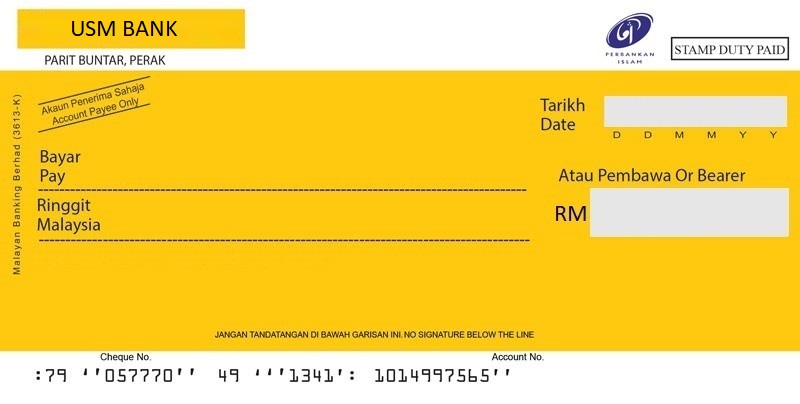 USM BANK
PARIT BUNTAR, PERAK
PERBANKAN
ISLAM
STAMP DUTY PAID
Malayan Banking Berhad (3613-K)
Akaun Penerima Sahaja
Account Payee Only
Tarikh
Date
D D M M Y Y
Bayar
Pay
Atau Pembawa Or Bearer
Ringgit
Malaysia
RM
JANGAN TANDATANGAN DI BAWAH GARISAN INI. NO SIGNATURE BELOW THE LINE
Cheque No. Account No.
:79 ‘’057770’’ 49 ‘‘‘1341’: 1014997565’’